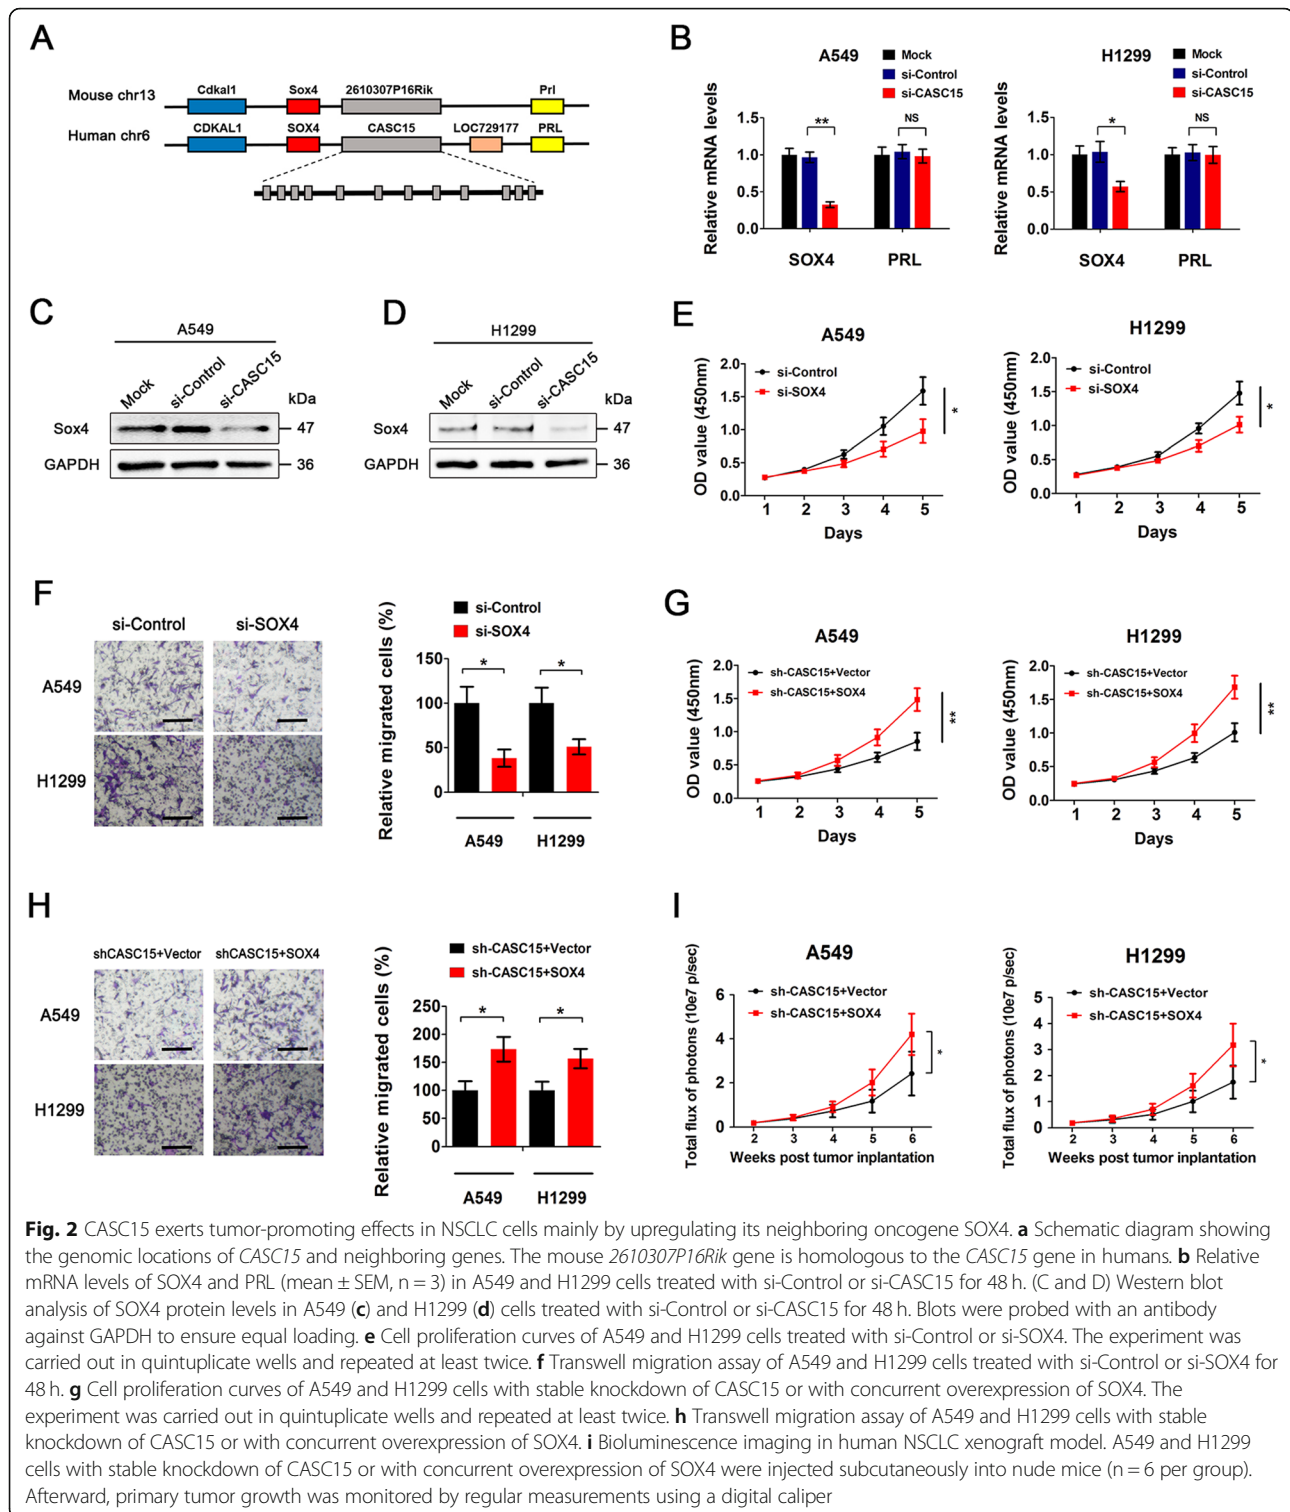 A
Cdkal1 Sox4 2610307P16Rik Prl
Mouse chr13
Human chr6
CDKAL1 SOX4 CASC15 LOC729177 PRL
B
A549
Mock
si-Control
si-CASC15
Relative mRNA levels
1.5
1.0
0.5
0.0
**
NS
SOX4 PRL
H1299
Mock
si-Control
si-CASC15
Relative mRNA levels
1.5
1.0
0.5
0.0
*
NS
SOX4 PRL
C
A549
Mock si-Control si-CASC15
kDa
Sox4 47
GAPDH 36
D
H1299
Mock si-Control si-CASC15
kDa
Sox4 47
GAPDH 36
E
A549
si-Control
si-SOX4
OD value (450nm)
2.0
1.5
1.0
0.5
0.0
*
1 2 3 4 5
Days
H1299
si-Control
si-SOX4
OD value (450nm)
2.0
1.5
1.0
0.5
0.0
*
1 2 3 4 5
Days
F
si-Control si-SOX4
A549
H1299
si-Control
si-SOX4
Relative migrated cells (%)
150
100
50
0
* *
A549 H1299
G
A549
sh-CASC15+Vector
sh-CASC15+SOX4
OD value (450nm)
2.0
1.5
1.0
0.5
0.0
**
1 2 3 4 5
Days
H1299
sh-CASC15+Vector
sh-CASC15+SOX4
OD value (450nm)
2.0
1.5
1.0
0.5
0.0
**
1 2 3 4 5
Days
H
shCASC15+Vector shCASC15+SOX4
A549
H1299
sh-CASC15+Vector
sh-CASC15+SOX4
Relative migrated cells (%)
250
200
150
100
50
0
* *
A549 H1299
I
A549
sh-CASC15+Vector
sh-CASC15+SOX4
Total flux of photons (10e7 p/sec)
6
4
2
0
*
2 3 4 5 6
Weeks post tumor inplantation
H1299
sh-CASC15+Vector
sh-CASC15+SOX4
Total flux of photons (10e7 p/sec)
5
4
3
2
1
0
*
2 3 4 5 6
Weeks post tumor inplantation
Fig. 2 CASC15 exerts tumor-promoting effects in NSCLC cells mainly by upregulating its neighboring oncogene SOX4. a Schematic diagram showing
the genomic locations of CASC15 and neighboring genes. The mouse 2610307P16Rik gene is homologous to the CASC15 gene in humans. b Relative
mRNA levels of SOX4 and PRL (mean ± SEM, n = 3) in A549 and H1299 cells treated with si-Control or si-CASC15 for 48 h. (C and D) Western blot
analysis of SOX4 protein levels in A549 (c) and H1299 (d) cells treated with si-Control or si-CASC15 for 48 h. Blots were probed with an antibody
against GAPDH to ensure equal loading. e Cell proliferation curves of A549 and H1299 cells treated with si-Control or si-SOX4. The experiment was
carried out in quintuplicate wells and repeated at least twice. f Transwell migration assay of A549 and H1299 cells treated with si-Control or si-SOX4 for
48 h. g Cell proliferation curves of A549 and H1299 cells with stable knockdown of CASC15 or with concurrent overexpression of SOX4. The
experiment was carried out in quintuplicate wells and repeated at least twice. h Transwell migration assay of A549 and H1299 cells with stable
knockdown of CASC15 or with concurrent overexpression of SOX4. i Bioluminescence imaging in human NSCLC xenograft model. A549 and H1299
cells with stable knockdown of CASC15 or with concurrent overexpression of SOX4 were injected subcutaneously into nude mice (n = 6 per group).
Afterward, primary tumor growth was monitored by regular measurements using a digital caliper